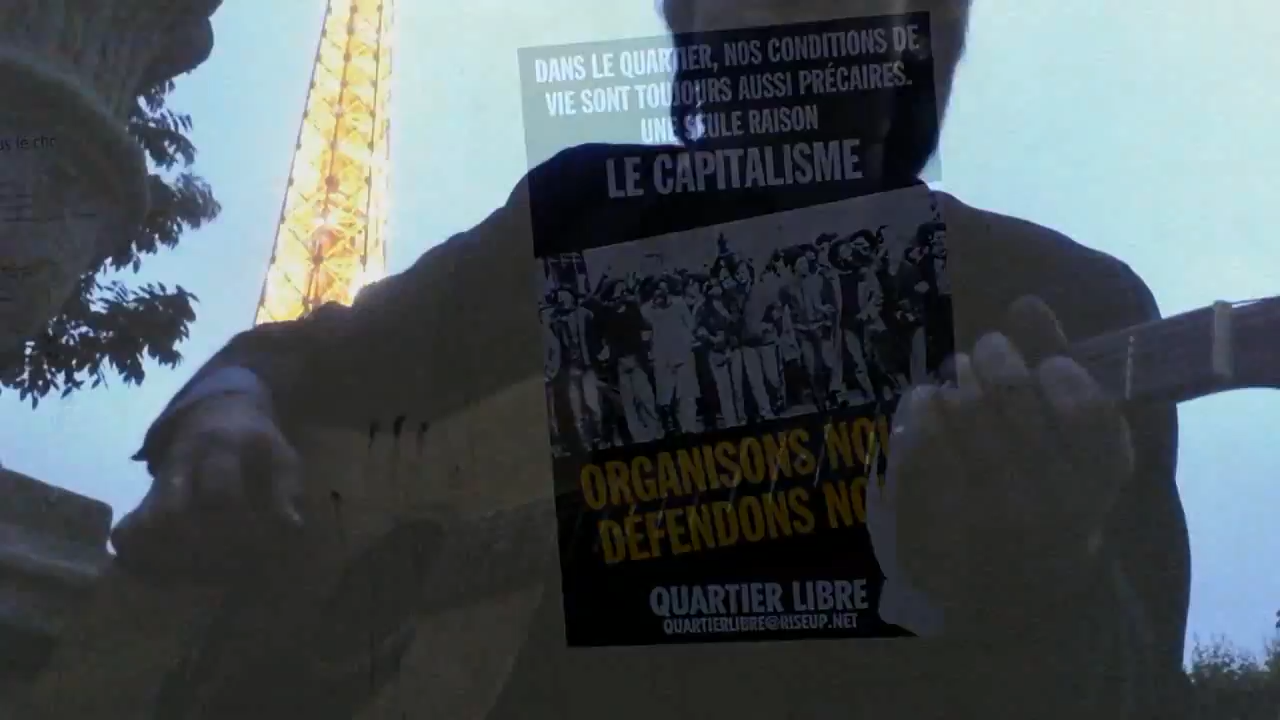 DANS LE QUARTIER, NOS CONDITIONS DE
VIE SONT TOUJOURS AUSSI PRÉCAIRES.
UNE SEULE RAISON
LE CAPITALISME
ORGANISONS
DÉFENDONS
QUARTIER LIBRE
QUARTIERLIBRE@RISEUP.NET